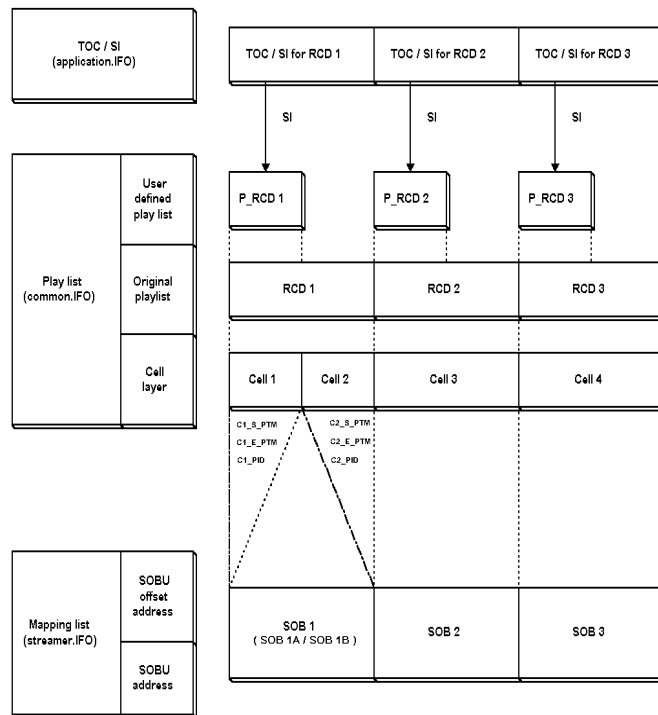 TOC / SI
(application.IFO)
TOC / SI for RCD 1
TOC / SI for RCD 2
TOC / SI for RCD 3
SI
SI
SI
Play list
(common.IFO)
User
defined
play list
Original
playlist
Cell
layer
P_RCD 1
P_RCD 2
P_RCD 3
RCD 1
RCD 2
RCD 3
Cell 1
Cell 2
Cell 3
Cell 4
C1_S_PTM
C1_E_PTM
C1_PID
C2_S_PTM
C2_E_PTM
C2_PID
Mapping list
(streamer.IFO)
SOBU
offset
address
SOBU
address
SOB 1
( SOB 1A / SOB 1B )
SOB 2
SOB 3